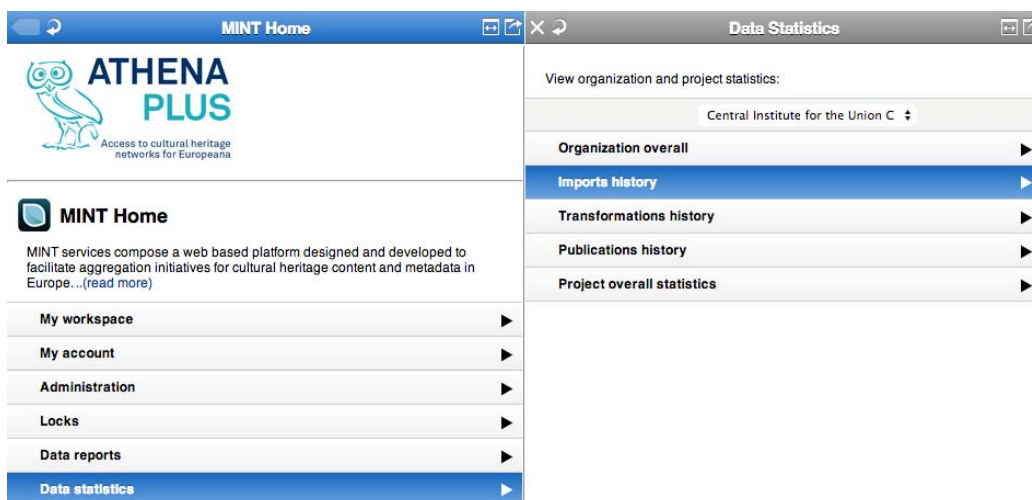 MINT Home
ATHENA
PLUS
Access to cultural heritage
networks for Europeana
MINT Home
MINT services compose a web based platform designed and developed to
facilitate aggregation initiatives for cultural heritage content and metadata in
Europe. ..(read more)
My workspace
My account
Administration
Locks
Data reports
Data statistics
Data Statistics
View organization and project statistics:
Central Institute for the Union C
Organization overall
Imports history
Transformations history
Publications history
Project overall statistics